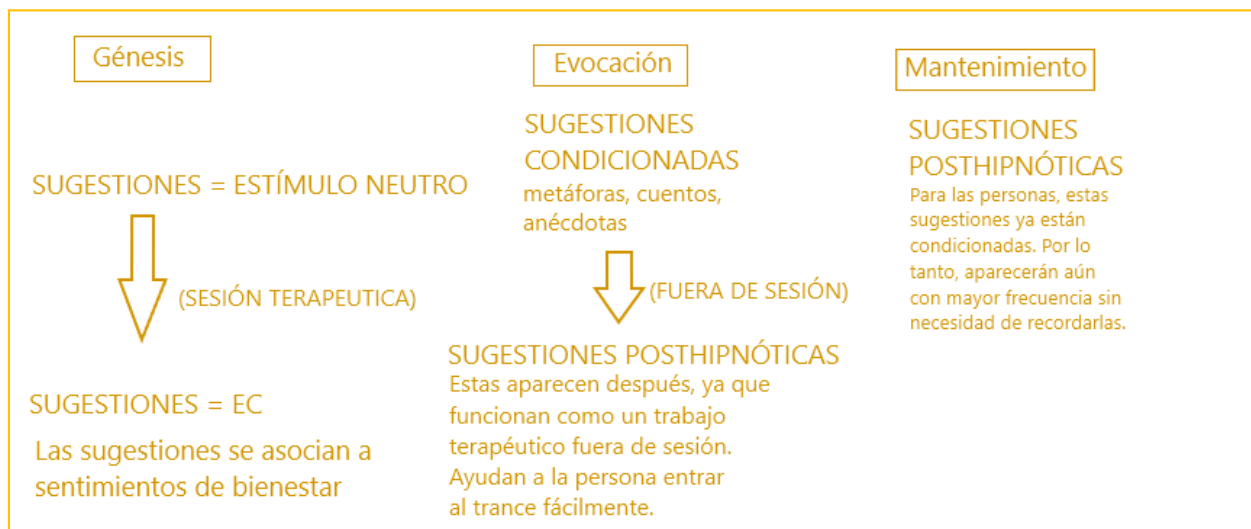 Génesis
SUGESTIONES = ESTÍMULO NEUTRO
(SESIÓN TERAPEUTICA)
SUGESTIONES = EC
Las sugestiones se asocian a
sentimientos de bienestar
Evocación
SUGESTIONES
CONDICIONADAS
metáforas, cuentos,
anécdotas
(FUERA DE SESIÓN)
SUGESTIONES POSTHIPNÓTICAS
Estas aparecen después, ya que
funcionan como un trabajo
terapéutico fuera de sesión.
Ayudan a la persona entrar
al trance fácilmente.
Mantenimiento
SUGESTIONES
POSTHIPNÓTICAS
Para las personas, estas
sugestiones ya están
condicionadas. Por lo
tanto, aparecerán aún
con mayor frecuencia sin
necesidad de recordarlas.